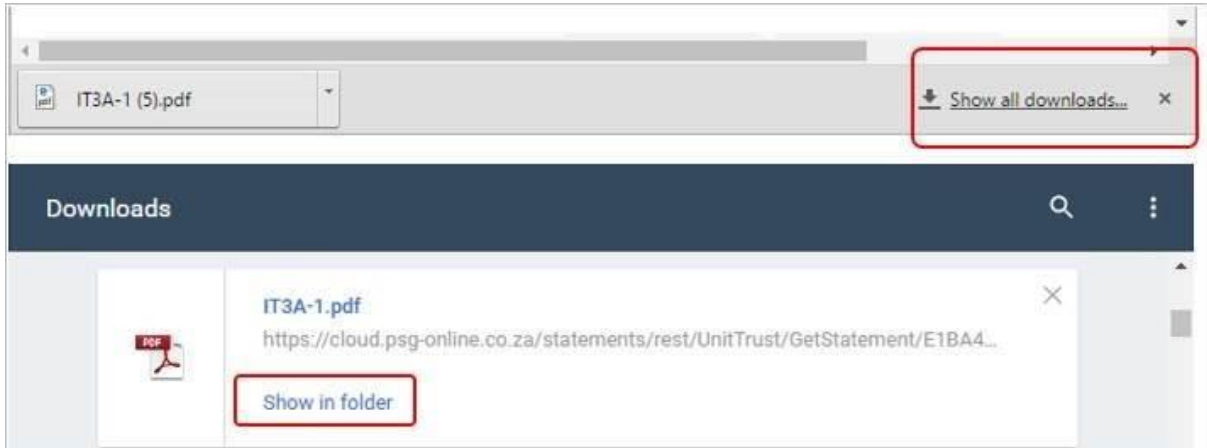 IT3A-1 (5).pdf
Show all downloads...
Downloads
IT3A-1.pdf
https://cloud.psg-online.co.za/statements/rest/UnitTrust/GetStatement/E1BA4...
PDF
Show in folder